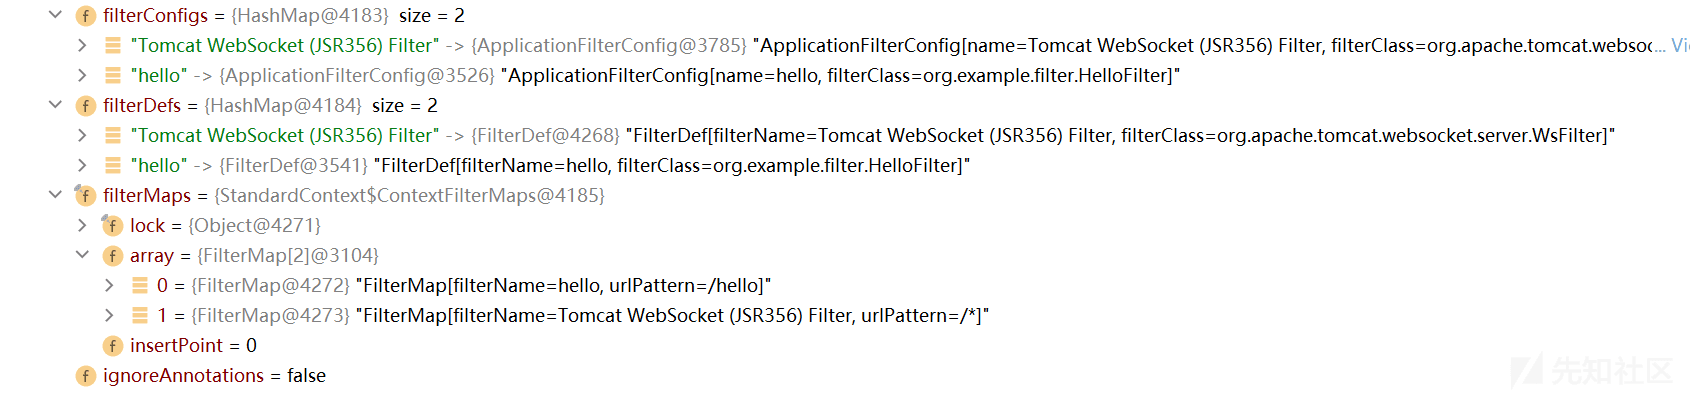 filterConfigs = {HashMap@4183} size = 2
"Tomcat WebSocket (JSR356) Filter" -> {ApplicationFilterConfig@3785} "ApplicationFilterConfig[name=Tomcat WebSocket (JSR356) Filter, filterClass=org.apache.tomcat.websoc... Vi
"hello" -> {ApplicationFilterConfig@3526} "ApplicationFilterConfig[name=hello, filterClass=org.example.filter.HelloFilter]"
filterDefs = {HashMap@4184} size = 2
"Tomcat WebSocket (JSR356) Filter" -> {FilterDef@4268} "FilterDef[filterName=Tomcat WebSocket (JSR356) Filter, filterClass=org.apache.tomcat.websocket.server.WsFilter]"
"hello" -> {FilterDef@3541} "FilterDef[filterName=hello, filterClass=org.example.filter.HelloFilter]"
filterMaps = {StandardContext$ContextFilterMaps@4185}
lock = {Object@4271}
array = {FilterMap[2]@3104}
0 = {FilterMap@4272} "FilterMap[filterName=hello, urlPattern=/hello]"
1 = {FilterMap@4273} "FilterMap[filterName=Tomcat WebSocket (JSR356) Filter, urlPattern=/*]"
insertPoint = 0
ignoreAnnotations = false
先知社区